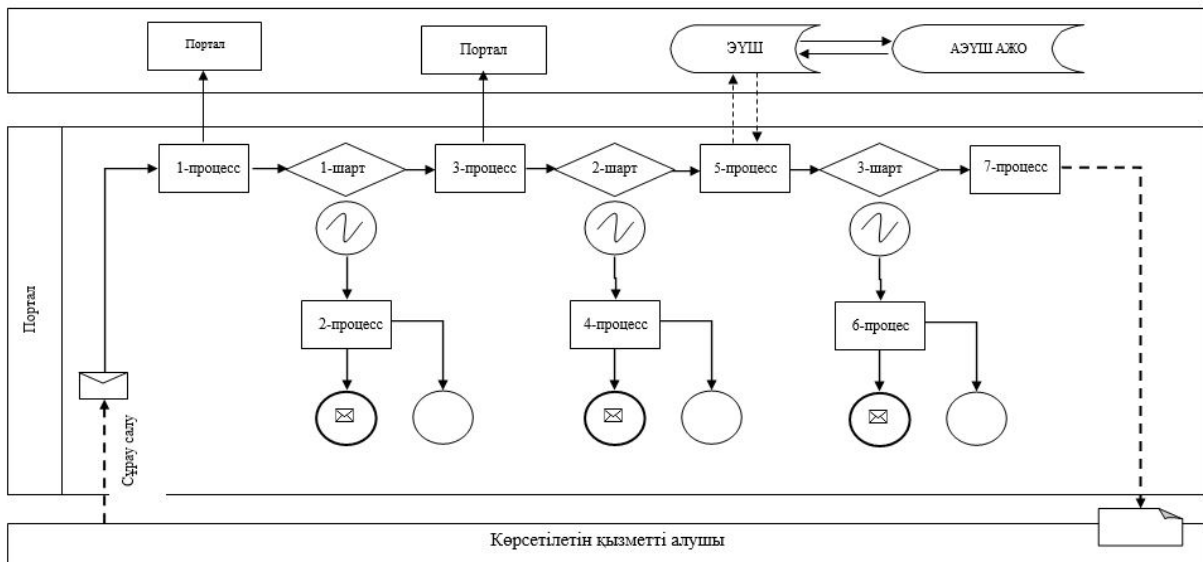 Портал
Портал
ЭҮШ
АЭҮШ АЖО
1-процесс
1-шарт
3-процесс
2-шарт
5-процесс
3-шарт
7-процесс
Портал
2-процесс
4-процесс
6-процес
Сұрау салу
Көрсетілетін қызметті алушы